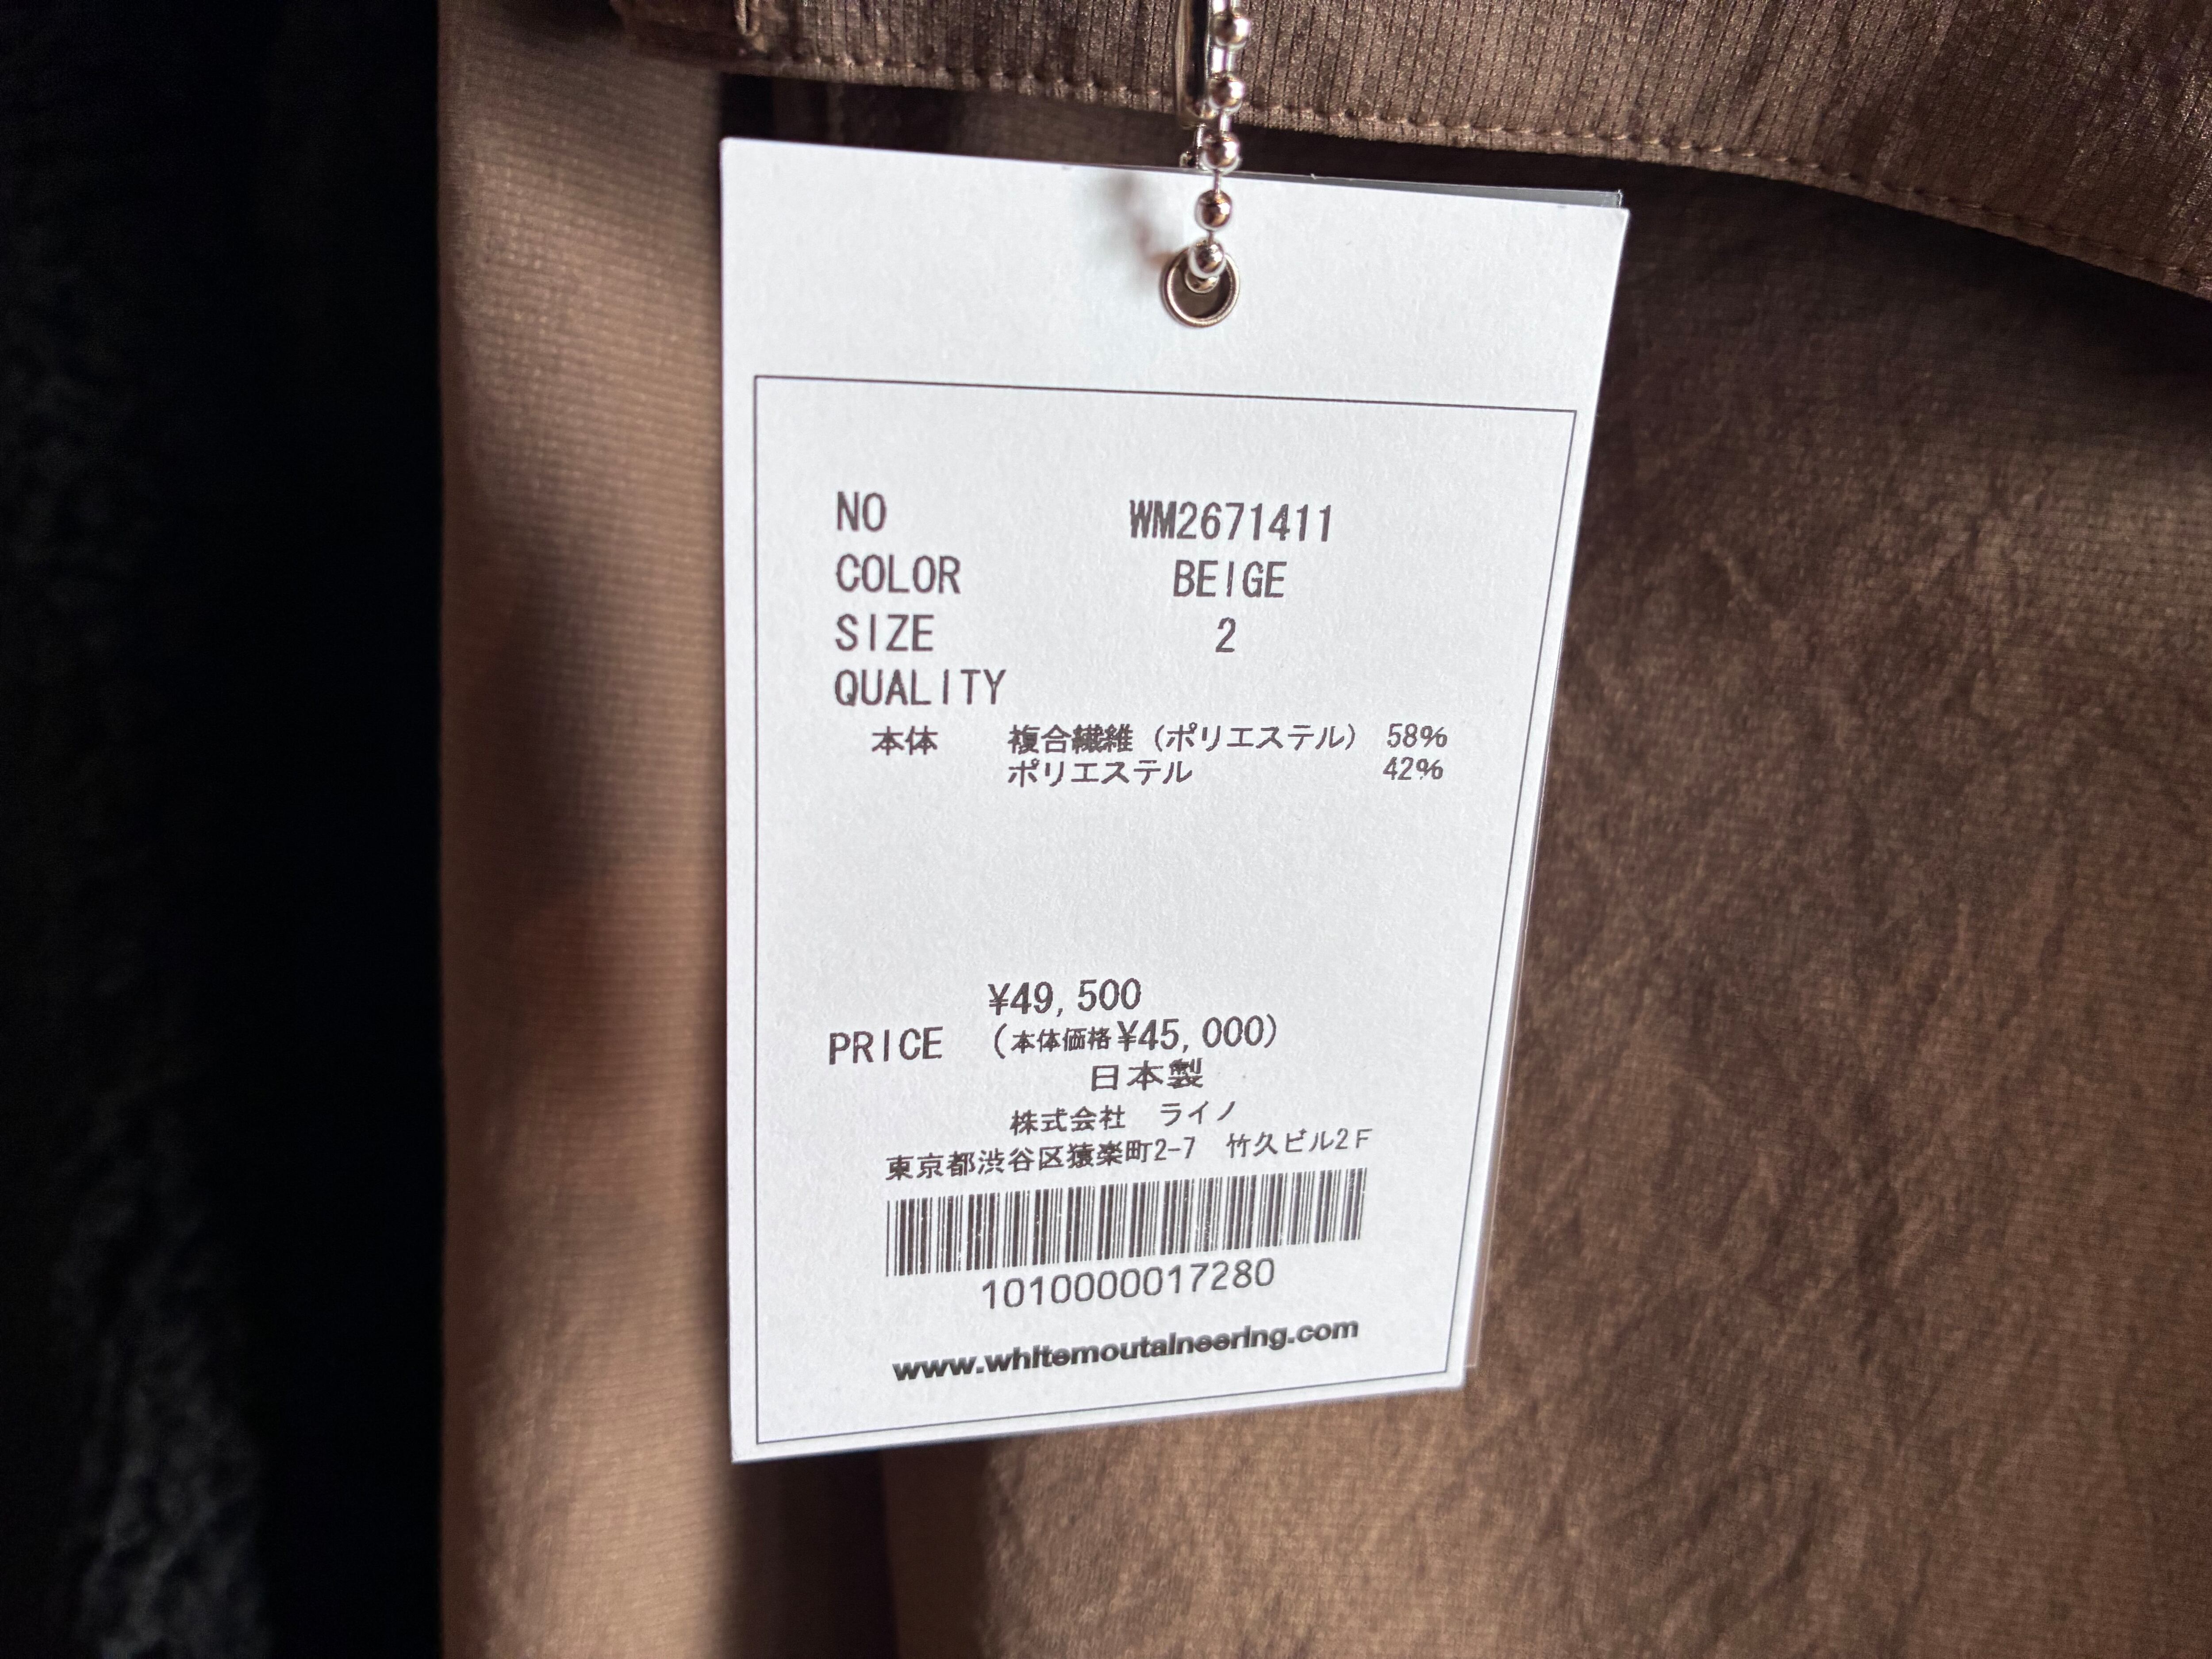 NO WM2671411
COLOR BEIGE
SIZE 2
QUALITY
本体 複合繊維（ポリエステル） 58%
ポリエステル 42%
¥49,500
PRICE (本体価格¥45,000)
日本製
株式会社　ライノ
東京都渋谷区猿楽町2-7　竹久ビル2F
1010000017280
www.whitemoutaineering.com